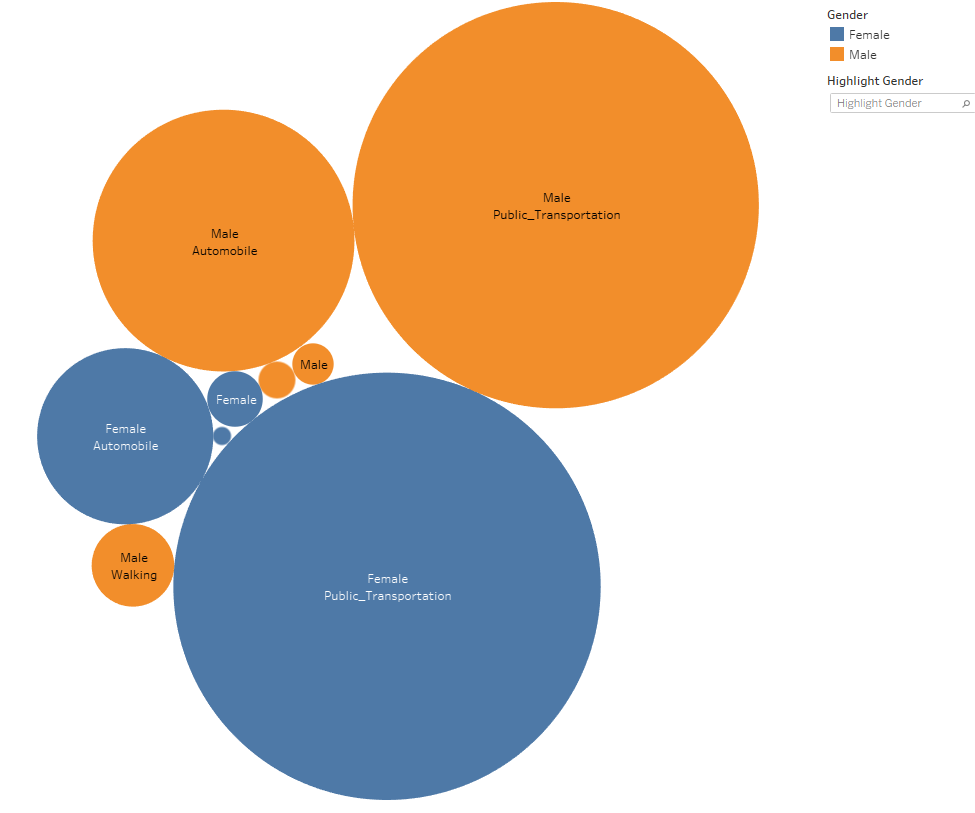 Gender
Female
Male
Highlight Gender
Highlight Gender
Male
Public_Transportation
Male
Automobile
Male
Female
Female
Automobile
Male
Walking
Female
Public_Transportation